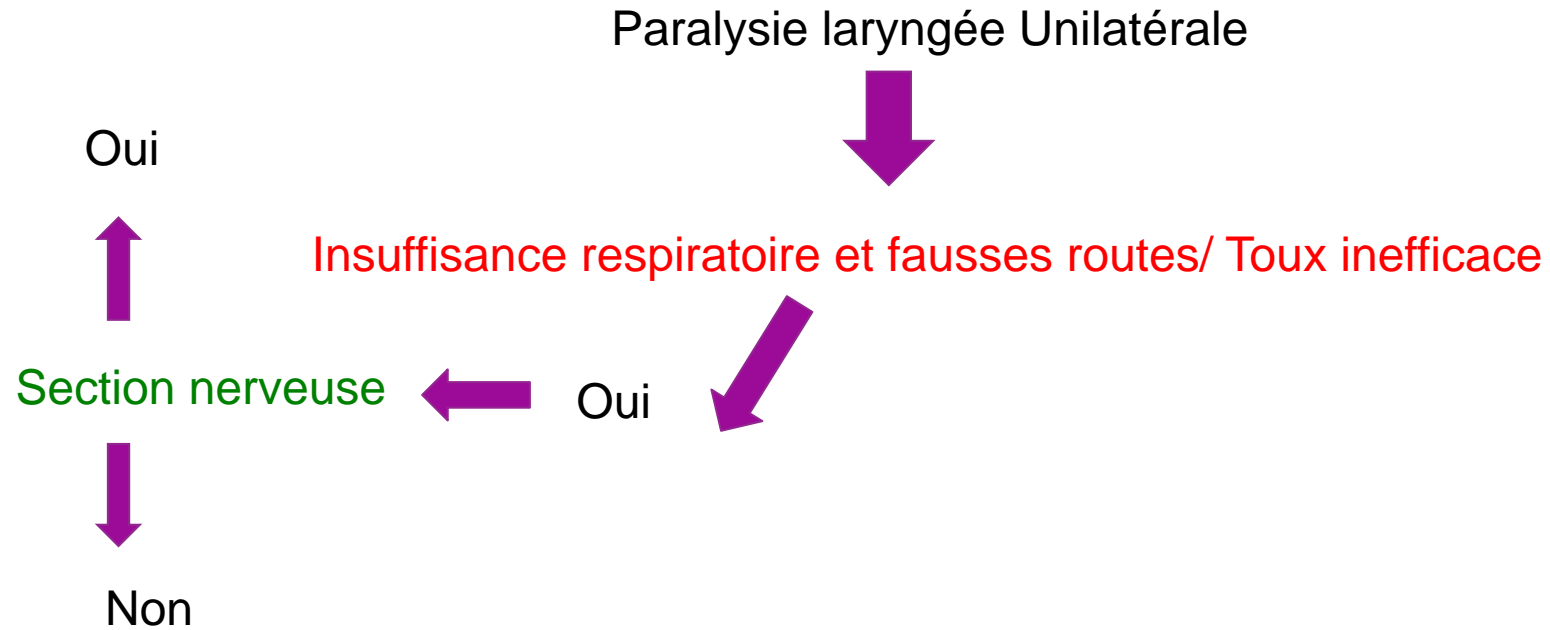 Paralysie laryngée Unilatérale
Oui
Insuffisance respiratoire et fausses routes/ Toux inefficace
Section nerveuse
Oui
Non